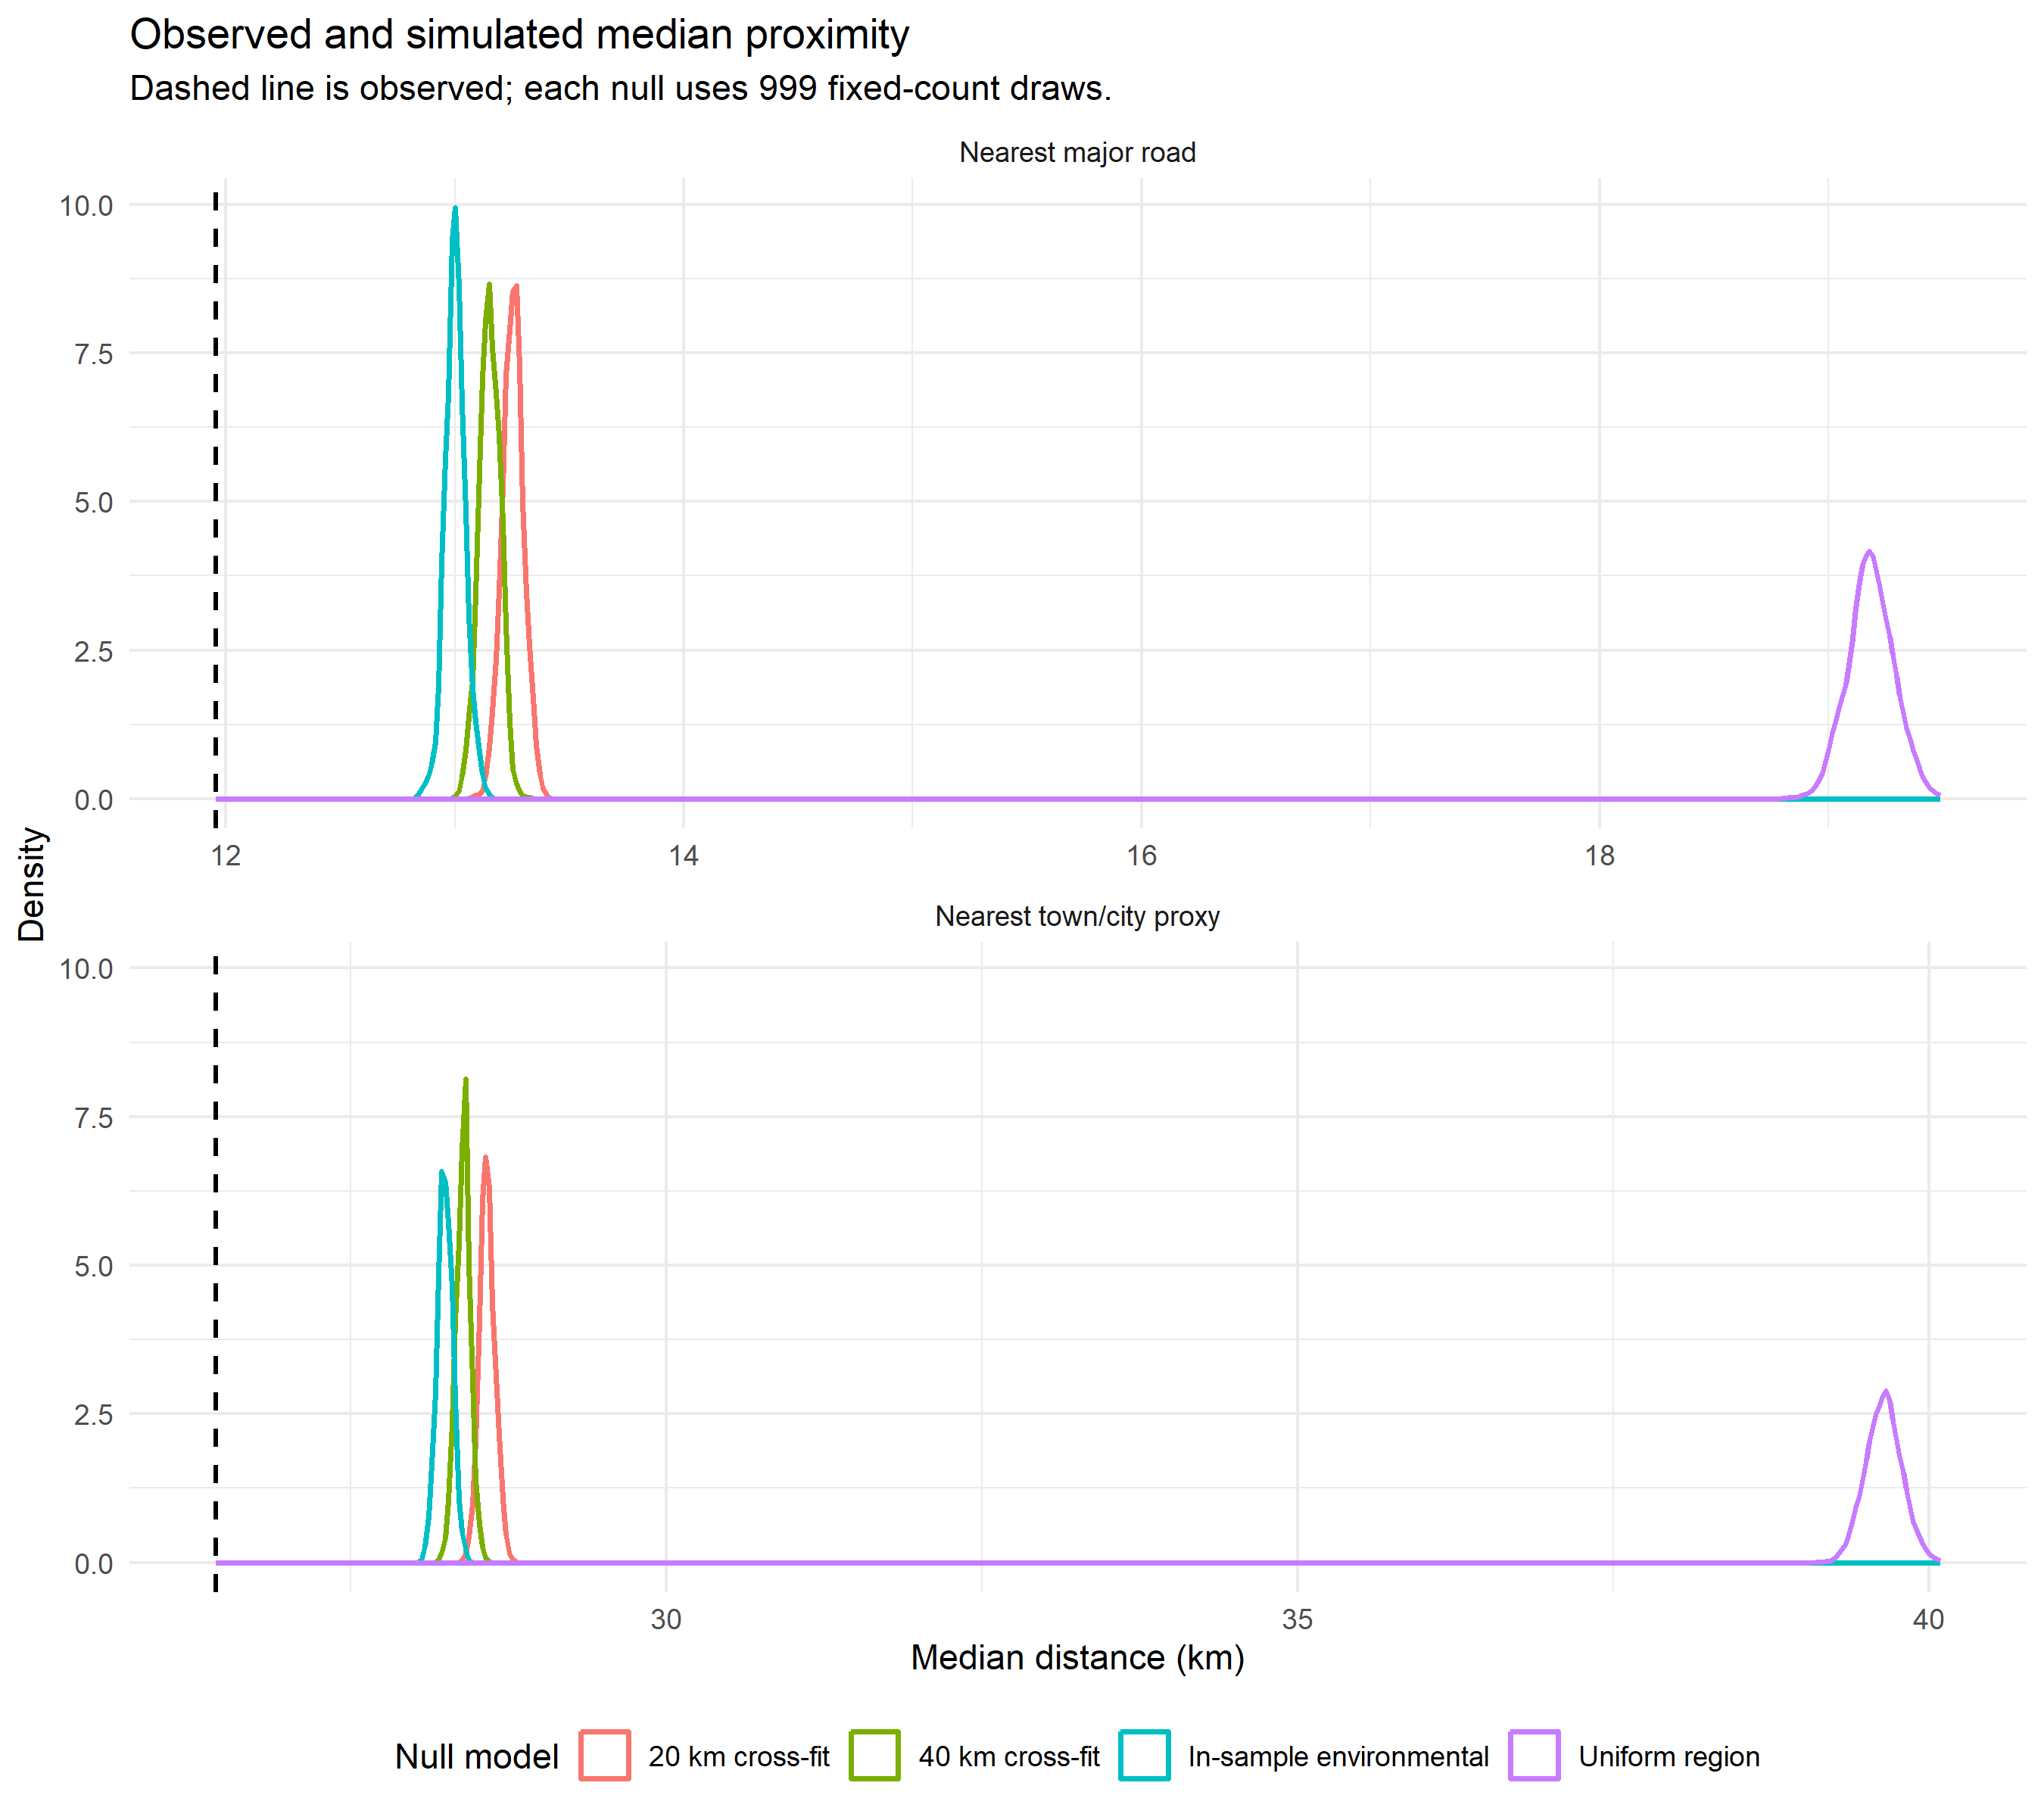 Observed and simulated median proximity
Dashed line is observed; each null uses 999 fixed-count draws.
Nearest major road
10.0
7.5
5.0
2.5
0.0
12 14 16 18
Density
Nearest town/city proxy
10.0
7.5
5.0
2.5
0.0
30 35 40
Median distance (km)
Null model 20 km cross-fit 40 km cross-fit In-sample environmental Uniform region